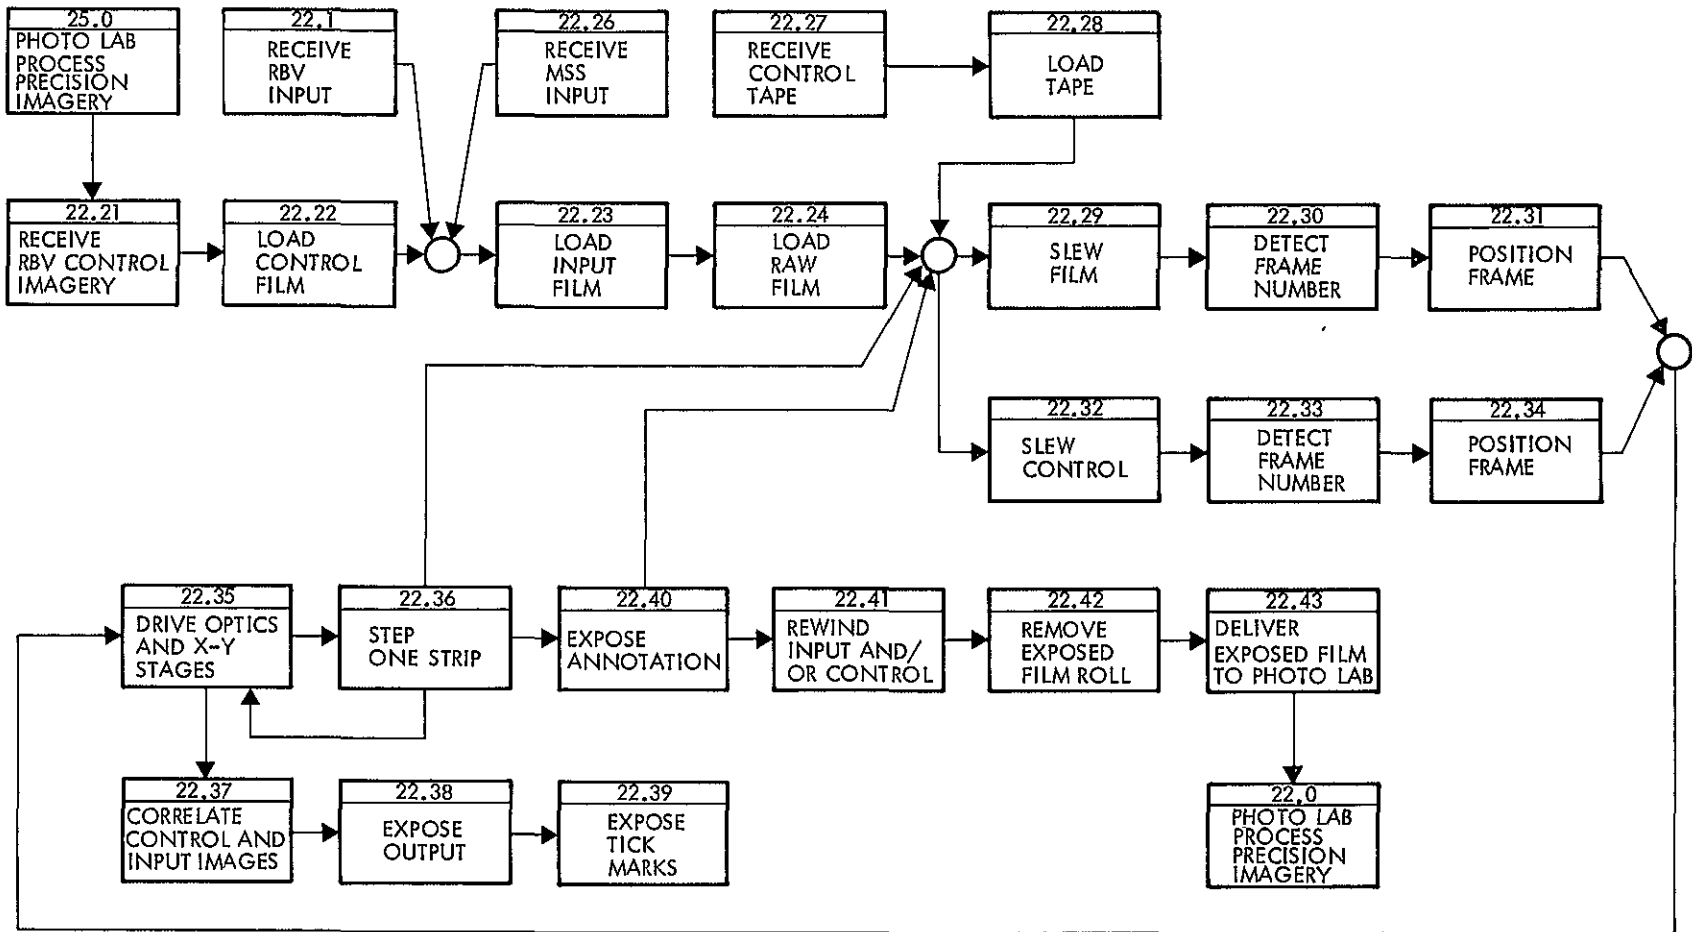 25.0
PHOTO LAB
PROCESS
PRECISION
IMAGERY
22.1
RECEIVE
RBV
INPUT
22.26
RECEIVE
MSS
INPUT
22.27
RECEIVE
CONTROL
TAPE
22.28
LOAD
TAPE
22.21
RECEIVE
RBV CONTROL
IMAGERY
22.22
LOAD
CONTROL
FILM
22.23
LOAD
INPUT
FILM
22.24
LOAD
RAW
FILM
22.29
SLEW
FILM
22.30
DETECT
FRAME
NUMBER
22.31
POSITION
FRAME
22.32
SLEW
CONTROL
22.33
DETECT
FRAME
NUMBER
22.34
POSITION
FRAME
22.35
DRIVE OPTICS
AND X-Y
STAGES
22.36
STEP
ONE STRIP
22.40
EXPOSE
ANNOTATION
22.41
REWIND
INPUT AND/
OR CONTROL
22.42
REMOVE
EXPOSED
FILM ROLL
22.43
DELIVER
EXPOSED FILM
TO PHOTO LAB
22.37
CORRELATE
CONTROL AND
INPUT IMAGES
22.38
EXPOSE
OUTPUT
22.39
EXPOSE
TICK
MARKS
22.0
PHOTO LAB
PROCESS
PRECISION
IMAGERY